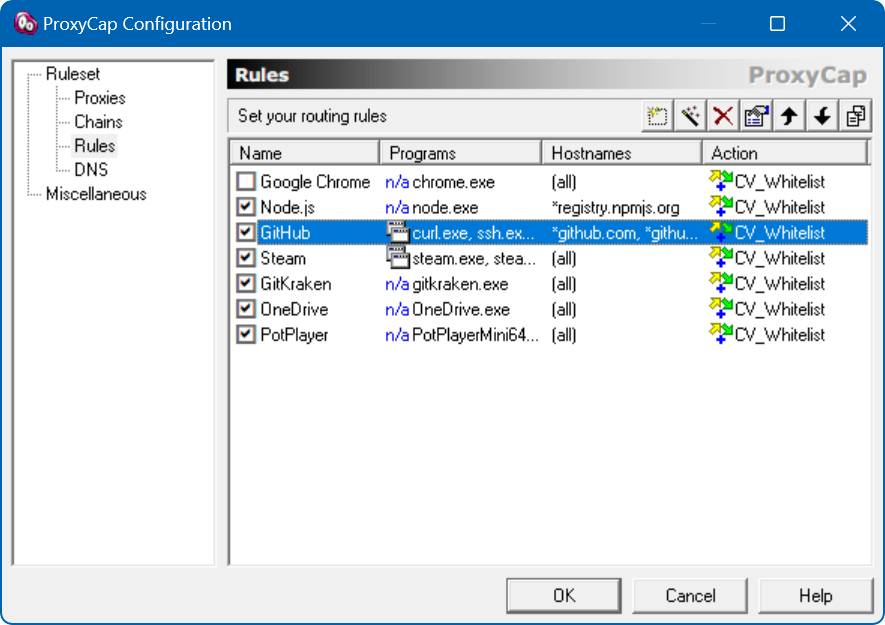 ProxyCap Configuration
Ruleset
Proxies
Chains
Rules
DNS
Miscellaneous
Rules ProxyCap
Set your routing rules
Name Programs Hostnames Action
Google Chrome n/a chrome.exe (all) CV_Whitelist
Node.js n/a node.exe *registry.npmjs.org CV_Whitelist
GitHub curl.exe, ssh.ex... *github.com, *githu... CV_Whitelist
Steam steam.exe, stea... (all) CV_Whitelist
GitKraken n/a gitkraken.exe (all) CV_Whitelist
OneDrive n/a OneDrive.exe (all) CV_Whitelist
PotPlayer n/a PotPlayerMini64... (all) CV_Whitelist
OK Cancel Help